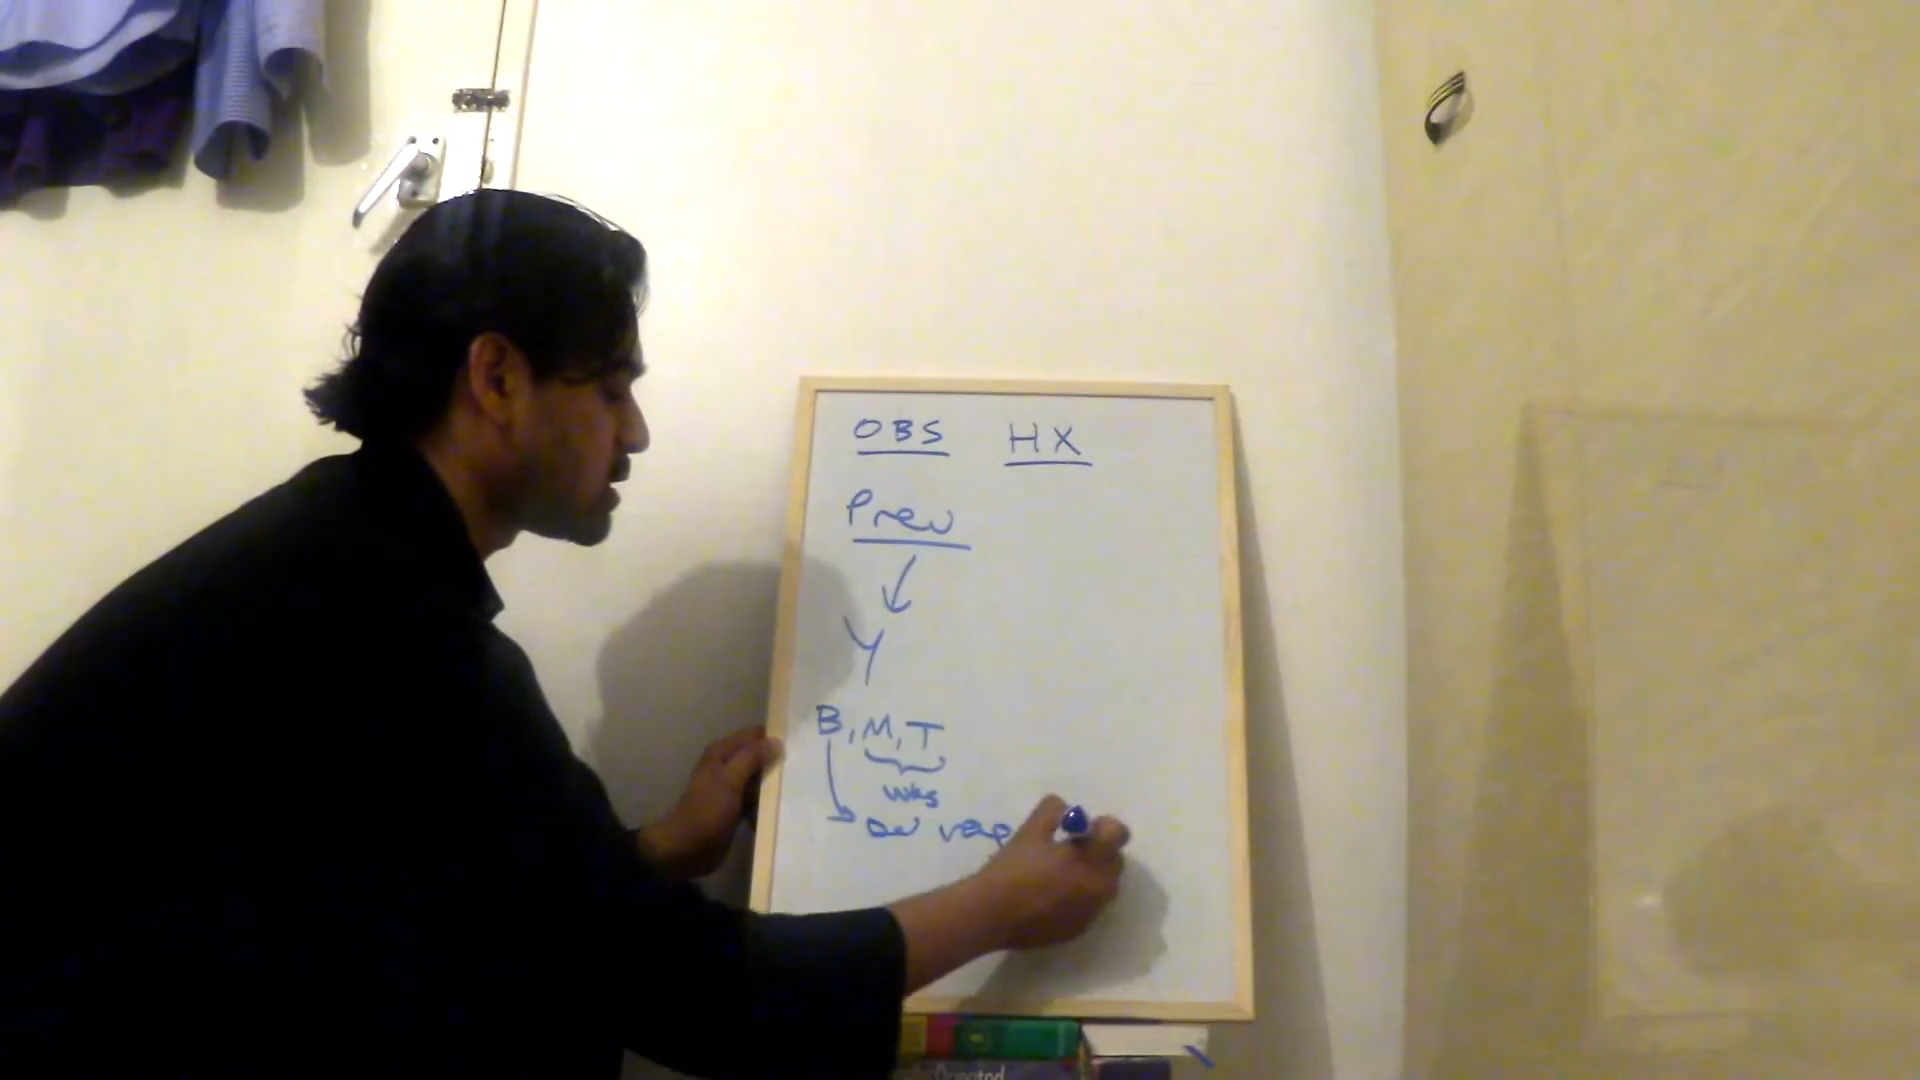 OBS HX
Prev
Y
B, M, T
wks